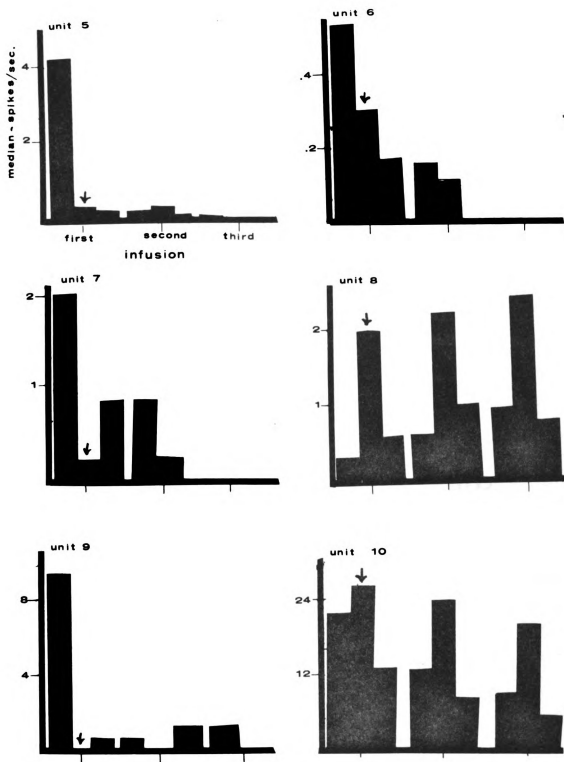 unit 5
median - spikes/sec.
4
2
first second third
infusion
unit 6
.4
.2
unit 7
2
1
unit 8
2
1
unit 9
8
4
unit 10
24
12